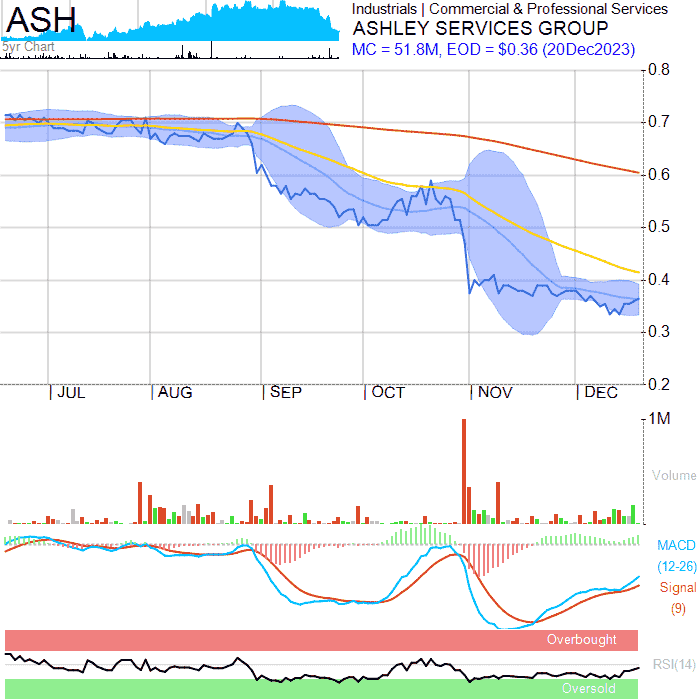 ASH
5yr Chart
Industrials | Commercial & Professional Services
ASHLEY SERVICES GROUP
MC = 51.8M, EOD = $0.36 (20Dec2023)
0.8
0.7
0.6
0.5
0.4
0.3
0.2
JUL AUG SEP OCT NOV DEC
1M
Volume
MACD
(12-26)
Signal
(9)
Overbought
RSI(14)
Oversold